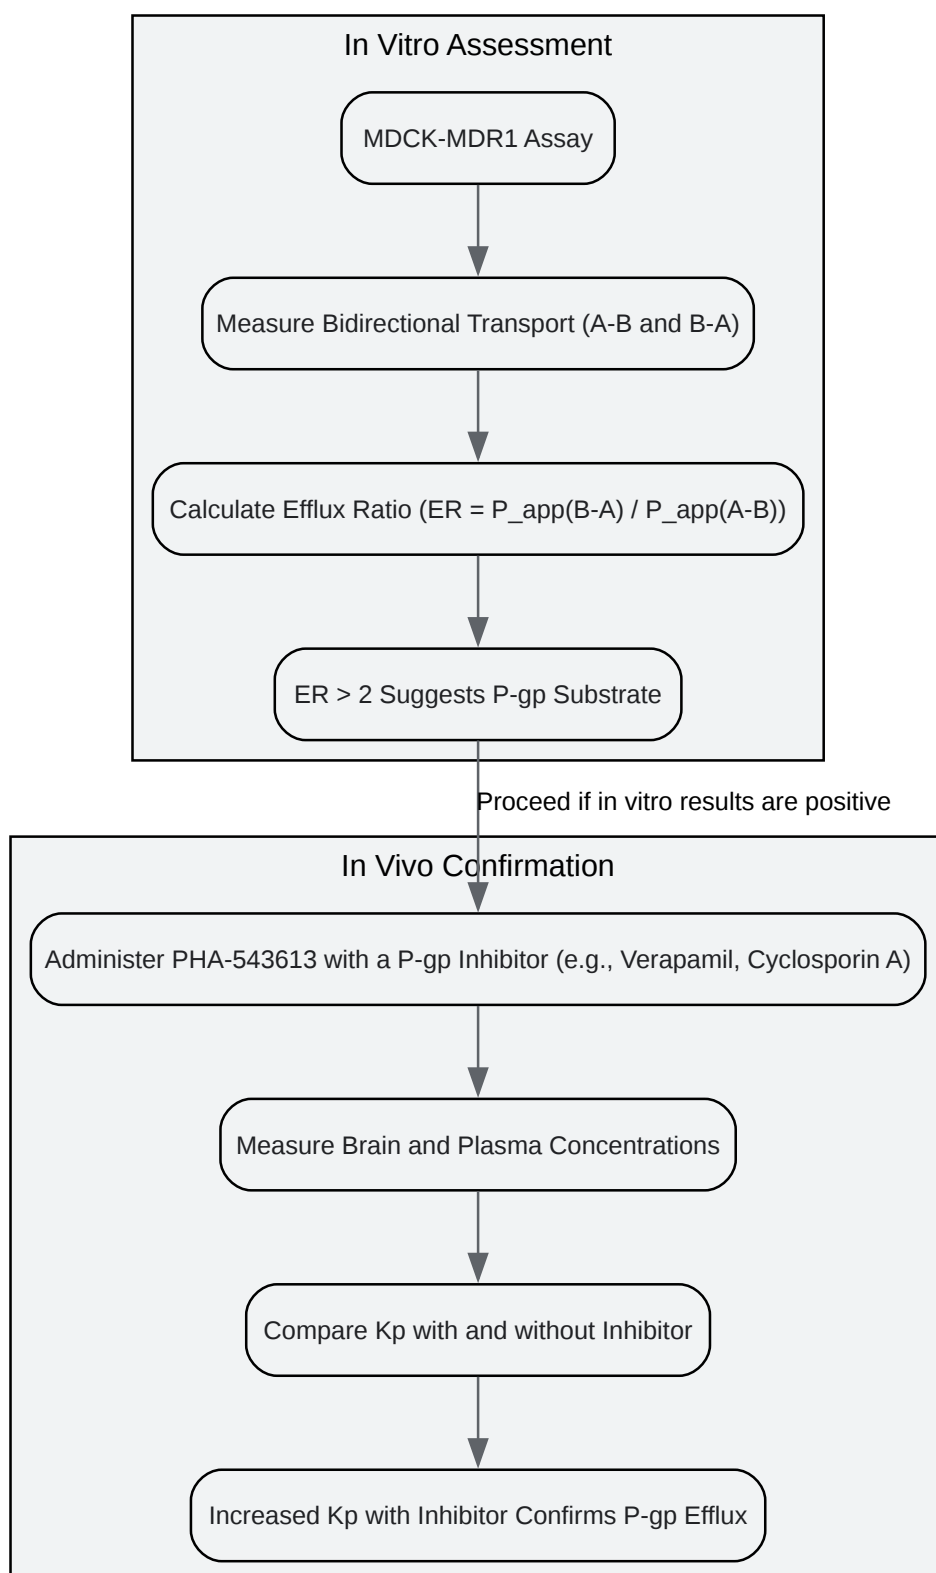 In Vitro Assessment
MDCK-MDR1 Assay
Measure Bidirectional Transport (A-B and B-A)
Calculate Efflux Ratio (ER = P_app(B-A) / P_app(A-B))
ER > 2 Suggests P-gp Substrate
Proceed if in vitro results are positive
In Vivo Confirmation
Administer PHA-543613 with a P-gp Inhibitor (e.g., Verapamil, Cyclosporin A)
Measure Brain and Plasma Concentrations
Compare Kp with and without Inhibitor
Increased Kp with Inhibitor Confirms P-gp Efflux